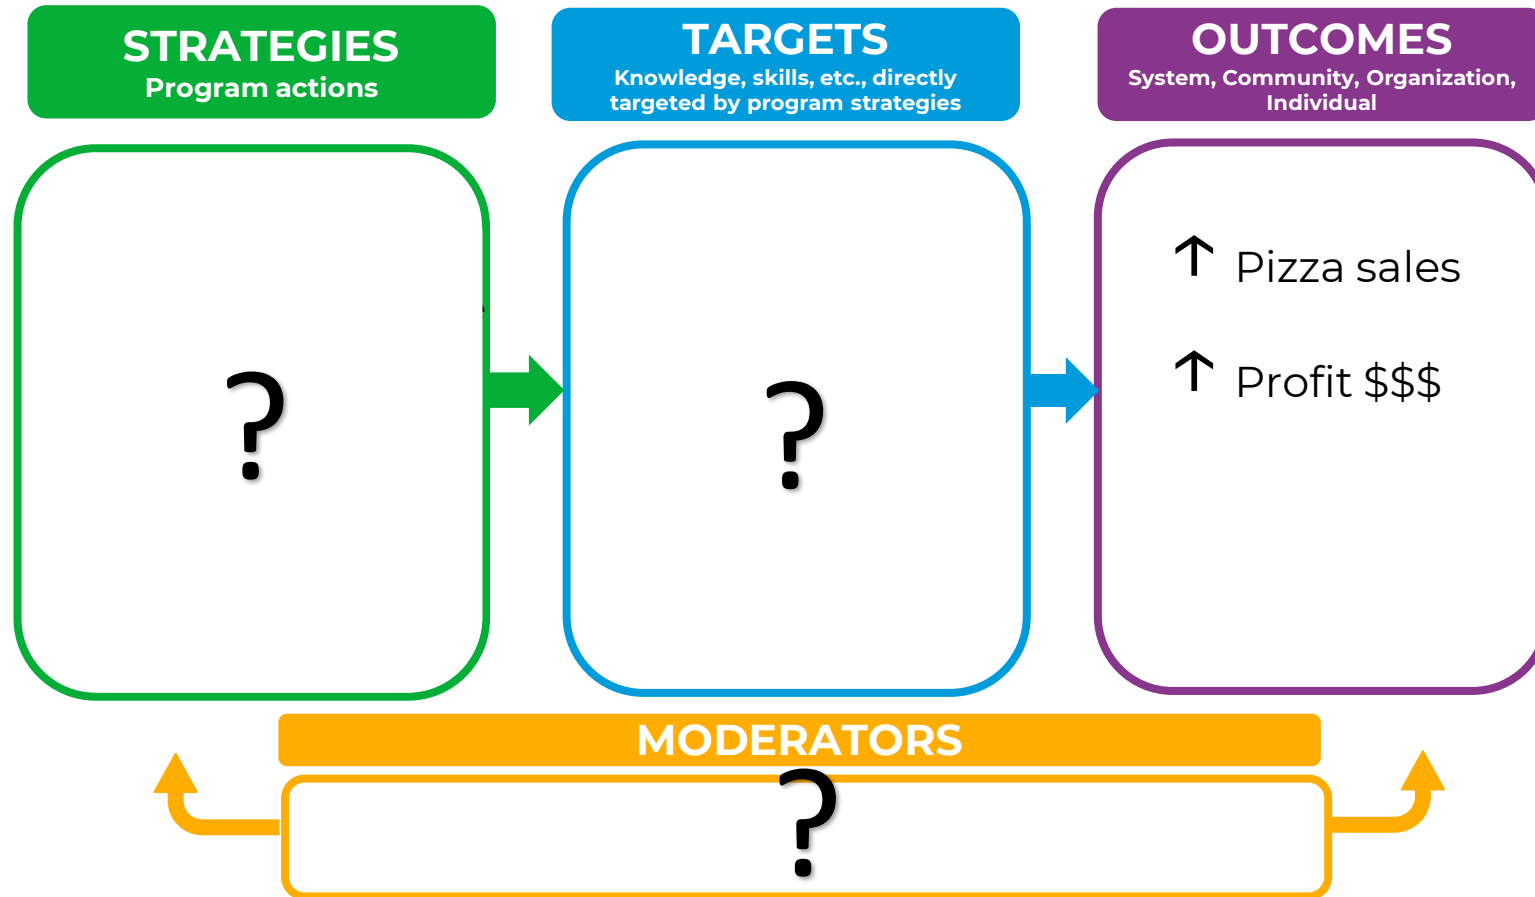 STRATEGIES
Program actions
TARGETS
Knowledge, skills, etc., directly
targeted by program strategies
OUTCOMES
System, Community, Organization,
Individual
?
?
↑ Pizza sales
↑ Profit $$$
MODERATORS
?